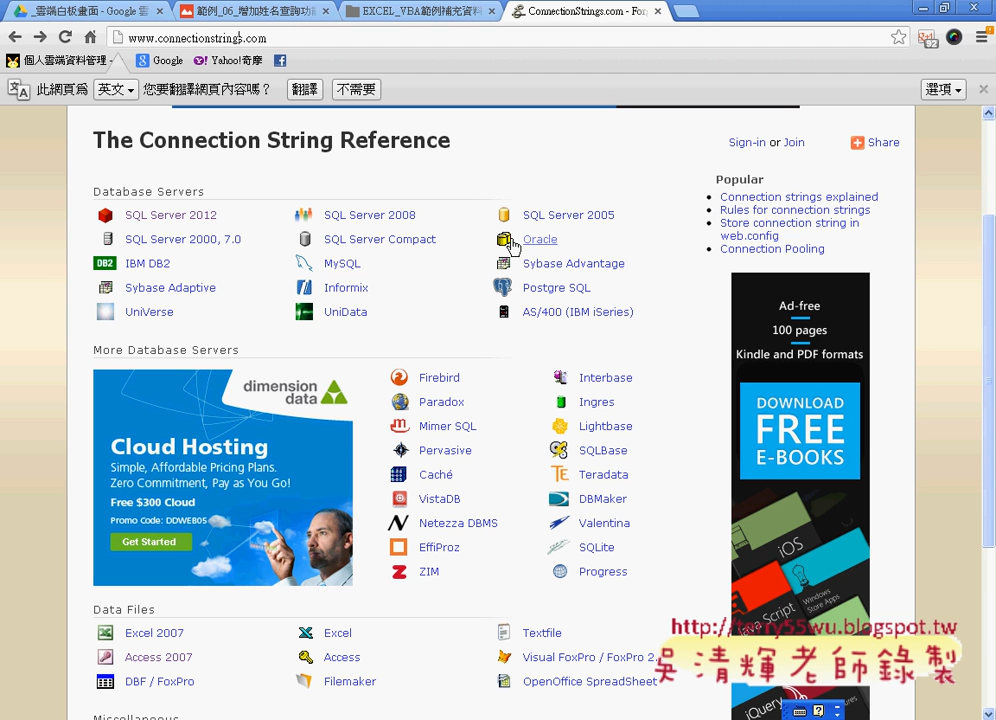 _雲端白板畫面 - Google 雲
範例_06_增加姓名查詢功
EXCEL_VBA範例補充資料
ConnectionStrings.com - For
www.connectionstrings.com
92
個人雲端資料管理 -
Google
Yahoo!奇摩
此網頁為 英文 您要翻譯網頁內容嗎？ 翻譯 不需要 選項
The Connection String Reference
Sign-in or Join
Share
Database Servers
SQL Server 2012
SQL Server 2008
SQL Server 2005
SQL Server 2000, 7.0
SQL Server Compact
Oracle
DB2 IBM DB2
MySQL
Sybase Advantage
Sybase Adaptive
Informix
Postgre SQL
UniVerse
UniData
AS/400 (IBM iSeries)
Popular
Connection strings explained
Rules for connection strings
Store connection string in
web.config
Connection Pooling
More Database Servers
dimension
data
Cloud Hosting
Simple, Affordable Pricing Plans.
Zero Commitment, Pay as You Go!
Free $300 Cloud
Promo Code: DDWEB05
Get Started
Firebird
Interbase
Paradox
Ingres
Mimer SQL
Lightbase
Pervasive
SQLBase
Caché
TE Teradata
VistaDB
DBMaker
Netezza DBMS
Valentina
EffiProz
SQLite
ZIM
Progress
Ad-free
100 pages
Kindle and PDF formats
DOWNLOAD
FREE
E-BOOKS
iOS
Windows
Store Apps
JavaScript
jQuery
Data Files
Excel 2007
Excel
Textfile
Access 2007
Access
Visual FoxPro / FoxPro 2.
DBF / FoxPro
Filemaker
OpenOffice SpreadSheet
Miscellaneous
http://terry55wu.blogspot.tw
吳清輝老師錄製